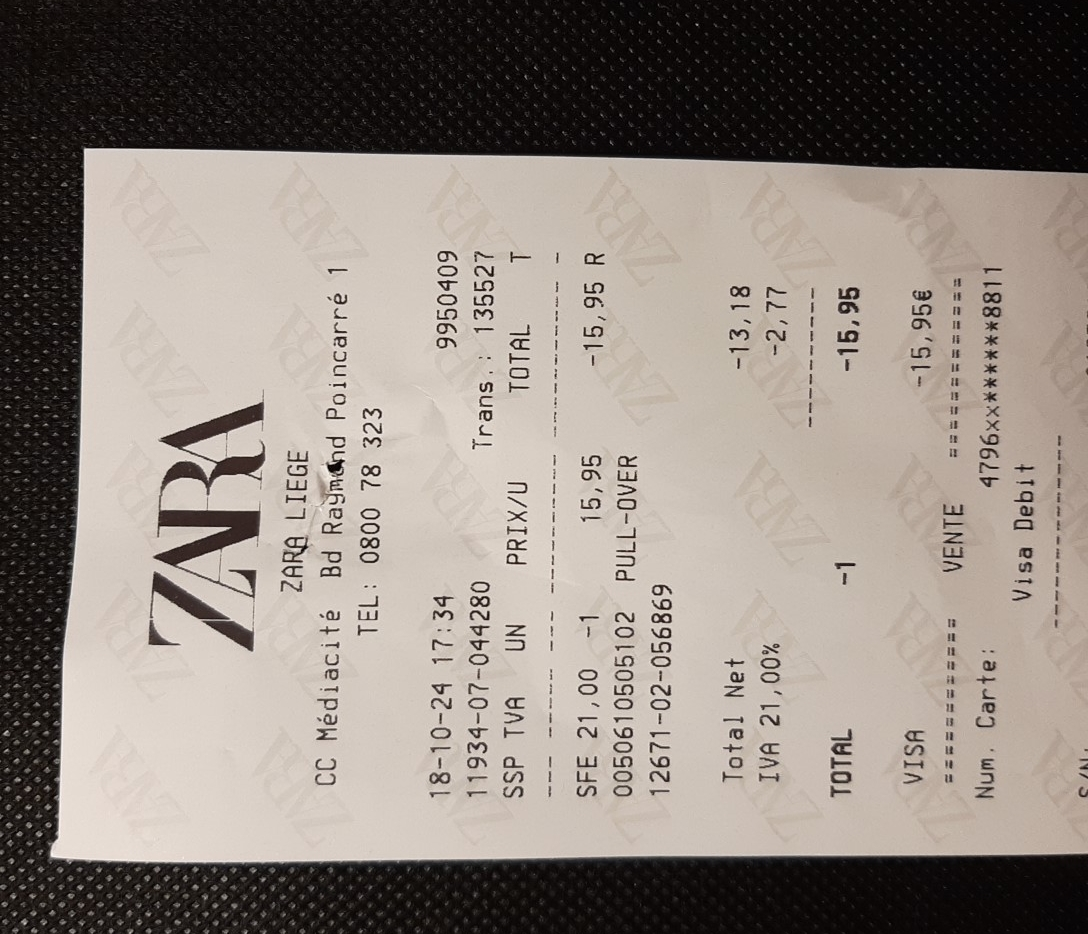 ZARA
ZARA LIEGE
CC Médiacité Bd Raymond Poincarré 1
TEL: 0800 78 323
18-10-24 17:34 9950409
11934-07-044280 Trans.: 135527
SSP TVA UN PRIX/U TOTAL T
--- ----- --- --------- ------------ -
SFE 21,00 -1 15,95 -15,95 R
0050610505102 PULL-OVER
12671-02-056869
Total Net -13,18
IVA 21,00% -2,77
------------
TOTAL -1 -15,95
VISA -15,95€
============== VENTE ===============
Num. Carte: 4796xx******8811
Visa Debit
-----------------